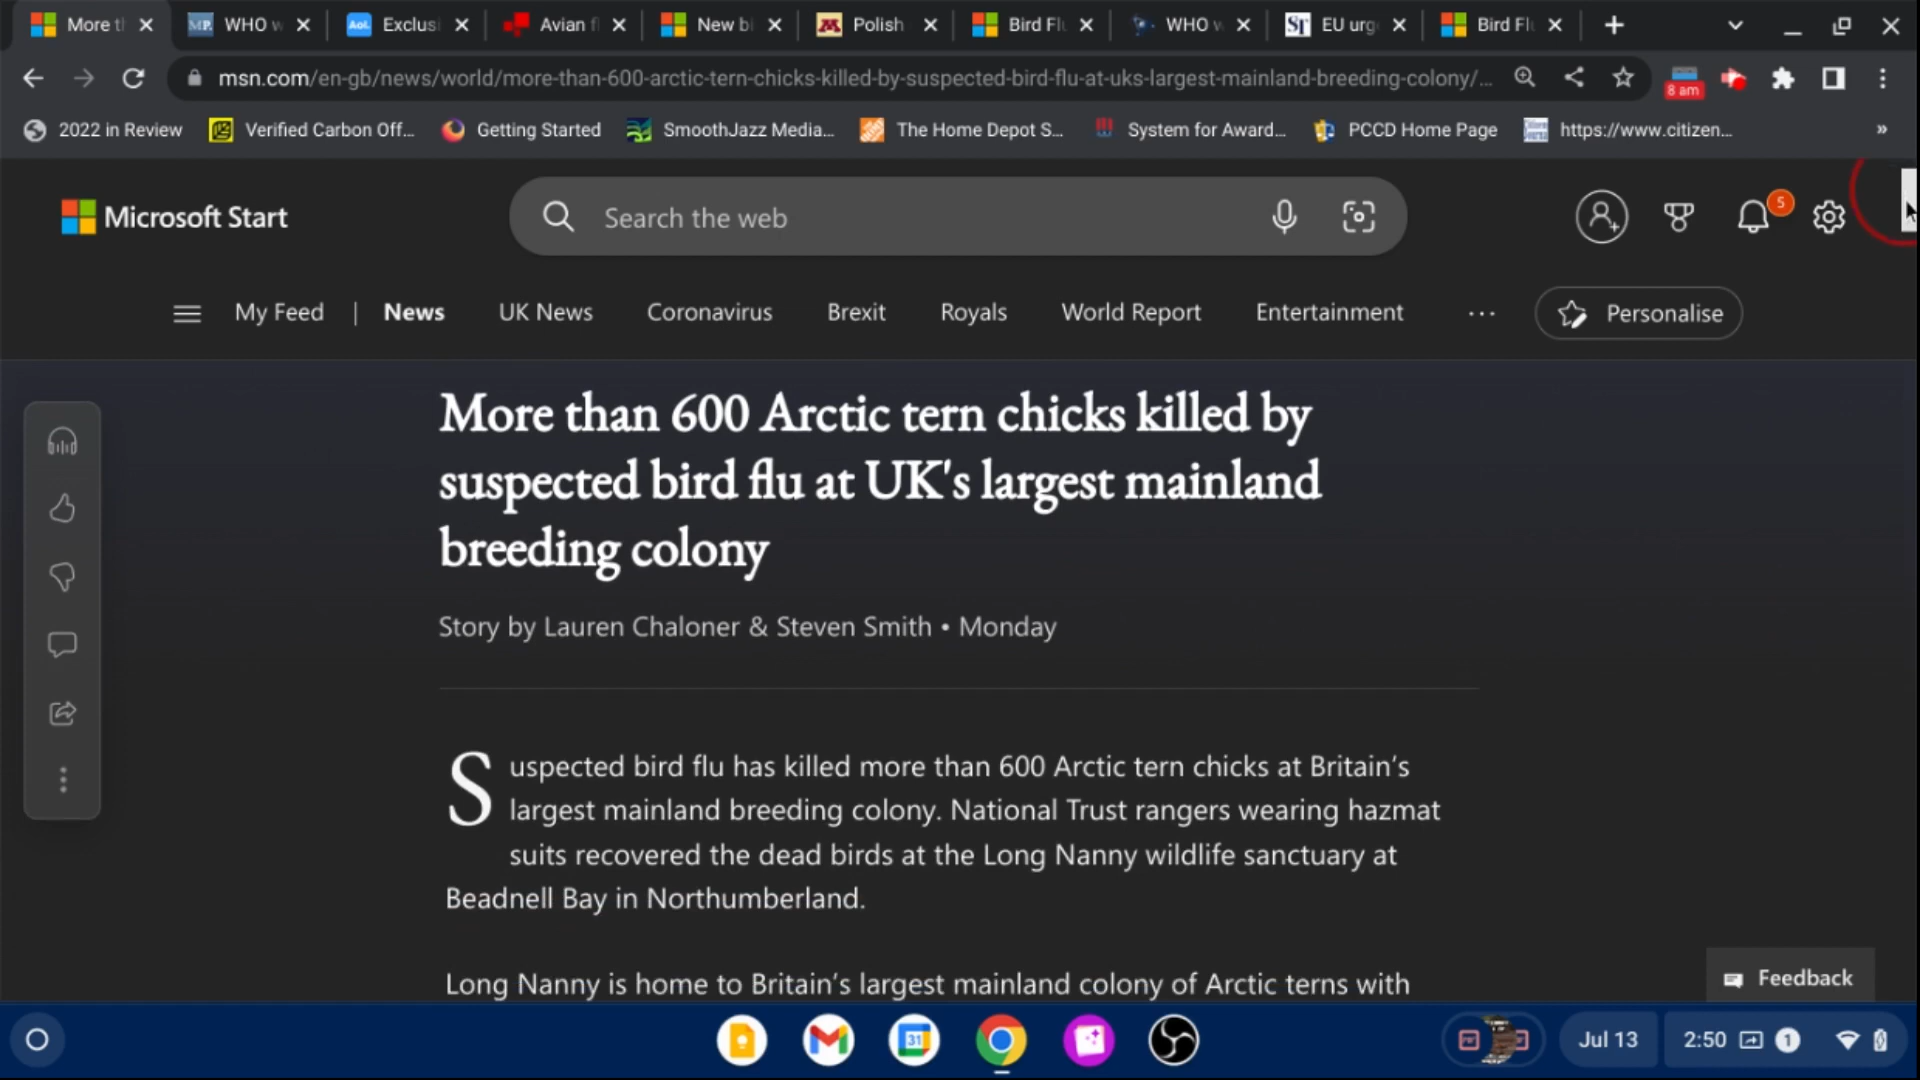 More t
WHO w
Exclusi
Avian f
New bi
Polish
Bird Flu
WHO w
EU urg
Bird Flu
msn.com/en-gb/news/world/more-than-600-arctic-tern-chicks-killed-by-suspected-bird-flu-at-uks-largest-mainland-breeding-colony/...
8 am
2022 in Review
Verified Carbon Off...
Getting Started
SmoothJazz Media...
The Home Depot S...
System for Award...
PCCD Home Page
https://www.citizen...
»
Microsoft Start
Search the web
5
My Feed | News UK News Coronavirus Brexit Royals World Report Entertainment ... Personalise
More than 600 Arctic tern chicks killed by
suspected bird flu at UK's largest mainland
breeding colony
Story by Lauren Chaloner & Steven Smith • Monday
Suspected bird flu has killed more than 600 Arctic tern chicks at Britain's
largest mainland breeding colony. National Trust rangers wearing hazmat
suits recovered the dead birds at the Long Nanny wildlife sanctuary at
Beadnell Bay in Northumberland.
Long Nanny is home to Britain's largest mainland colony of Arctic terns with
Feedback
31
Jul 13
2:50
1